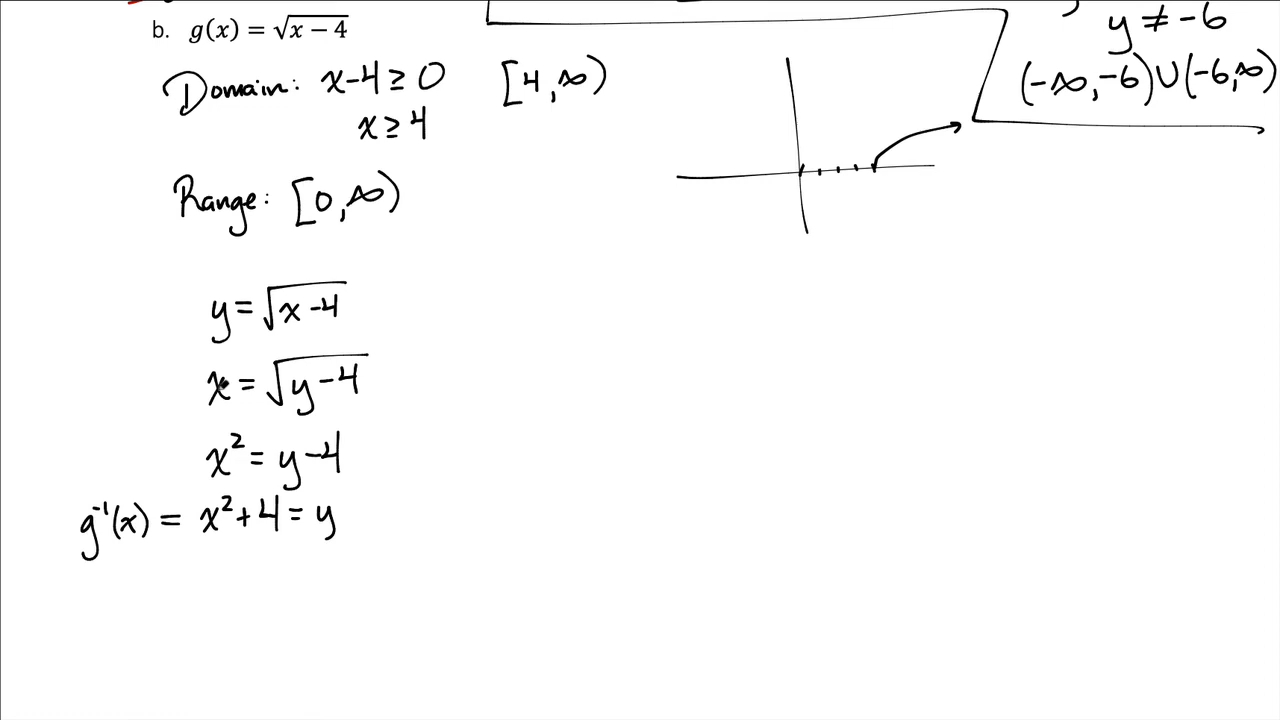 b. g(x) = √(x − 4)
Domain: x-4 ≥ 0 [4,∞)
x ≥ 4
Range: [0,∞)
y = √(x-4)
x = √(y-4)
x² = y-4
g⁻¹(x) = x²+4 = y
y ≠ -6
(-∞,-6)∪(-6,∞)